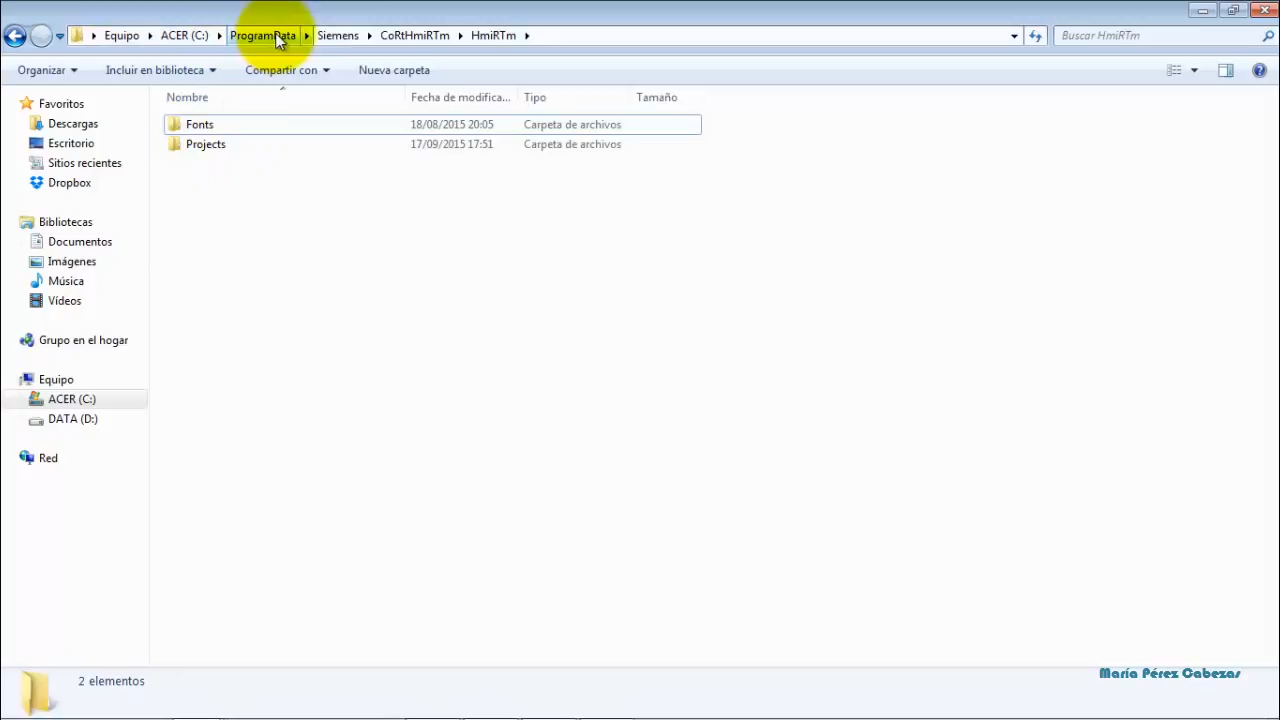 Equipo ACER (C:) ProgramData Siemens CoRtHmiRTm HmiRTm Buscar HmiRTm
Organizar Incluir en biblioteca Compartir con Nueva carpeta
Nombre Fecha de modifica... Tipo Tamaño
Fonts 18/08/2015 20:05 Carpeta de archivos
Projects 17/09/2015 17:51 Carpeta de archivos
Favoritos
Descargas
Escritorio
Sitios recientes
Dropbox
Bibliotecas
Documentos
Imágenes
Música
Vídeos
Grupo en el hogar
Equipo
ACER (C:)
DATA (D:)
Red
2 elementos
María Pérez Cabezas